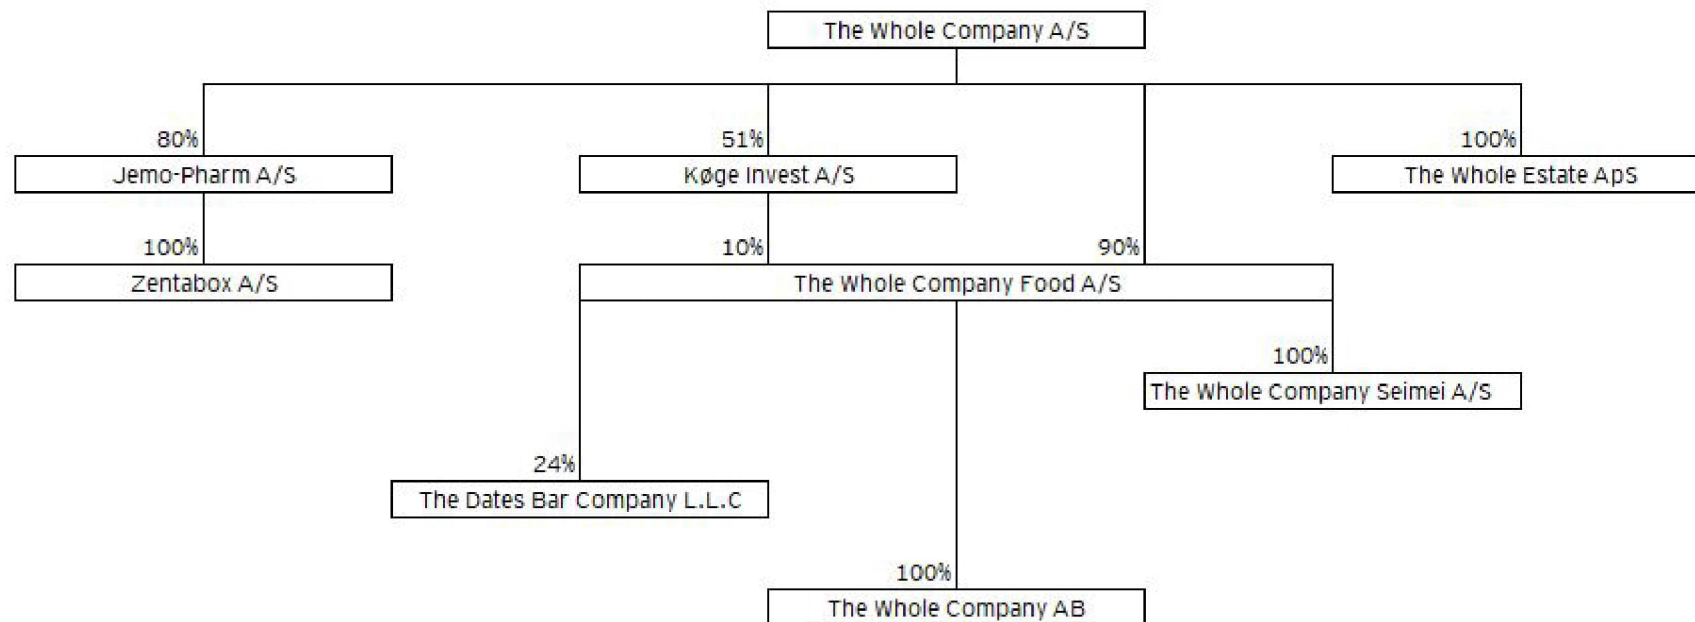 The Whole Company A/S
80%
51%
100%
Jemo-Pharm A/S
Køge Invest A/S
The Whole Estate ApS
100%
10%
90%
Zentabox A/S
The Whole Company Food A/S
100%
The Whole Company Seimei A/S
24%
The Dates Bar Company L.L.C
100%
The Whole Company AB